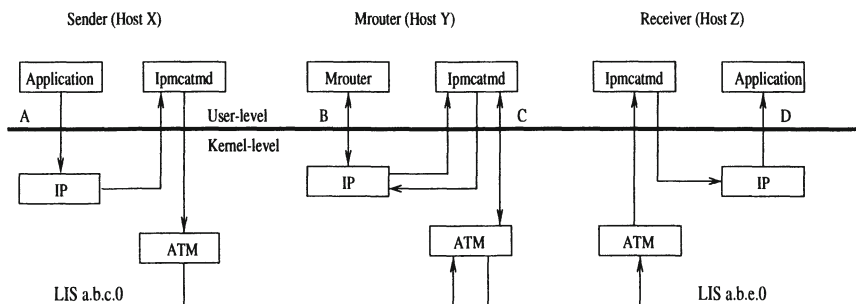 Sender (Host X) Mrouter (Host Y) Receiver (Host Z)
Application Ipmcatmd Mrouter Ipmcatmd Ipmcatmd Application
A User-level B C D
Kernel-level
IP IP IP
ATM ATM ATM
LIS a.b.c.0 LIS a.b.e.0